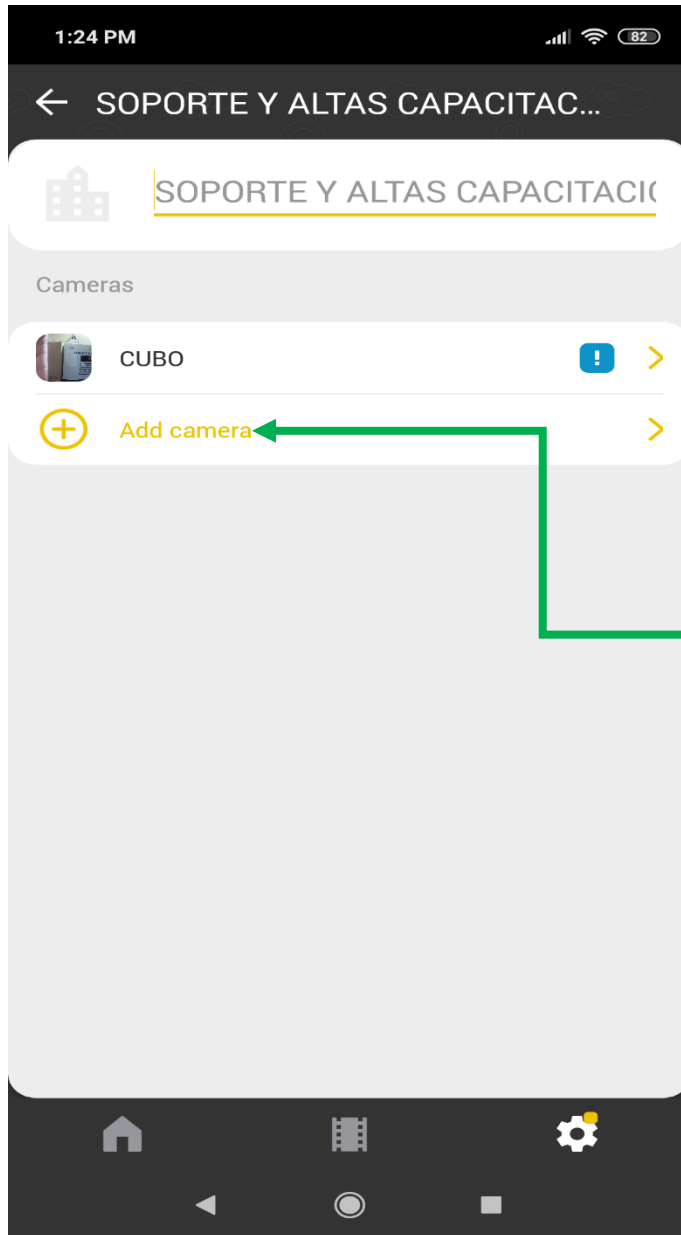 1:24 PM 82
SOPORTE Y ALTAS CAPACITAC...
SOPORTE Y ALTAS CAPACITACI
Cameras
CUBO
Add camera